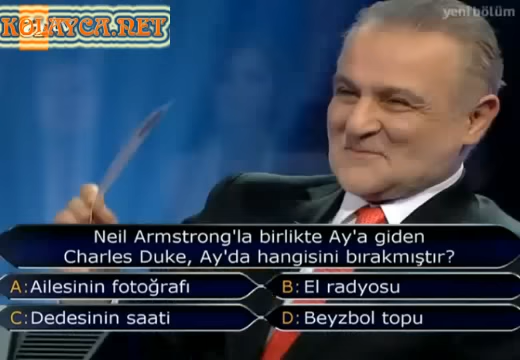 KOLAYCA.NET
yeni bölüm
Neil Armstrong'la birlikte Ay'a giden
Charles Duke, Ay'da hangisini bırakmıştır?
A:Ailesinin fotoğrafı
B:El radyosu
C:Dedesinin saati
D:Beyzbol topu